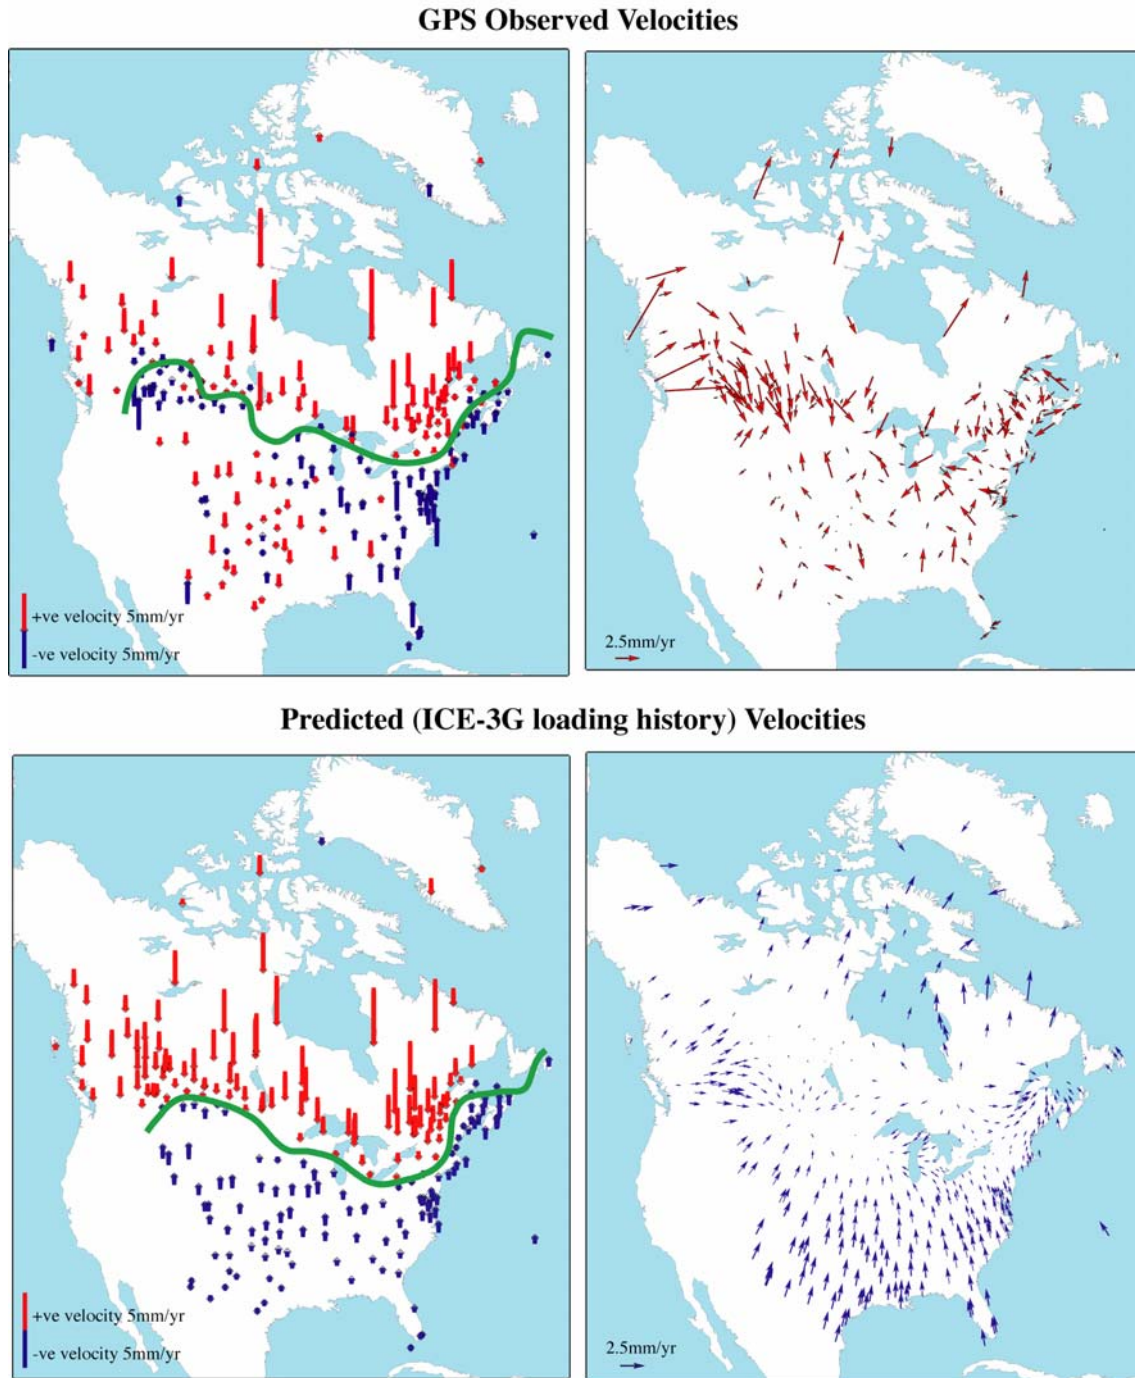 GPS Observed Velocities
+ve velocity 5mm/yr
-ve velocity 5mm/yr
2.5mm/yr
Predicted (ICE-3G loading history) Velocities
+ve velocity 5mm/yr
-ve velocity 5mm/yr
2.5mm/yr